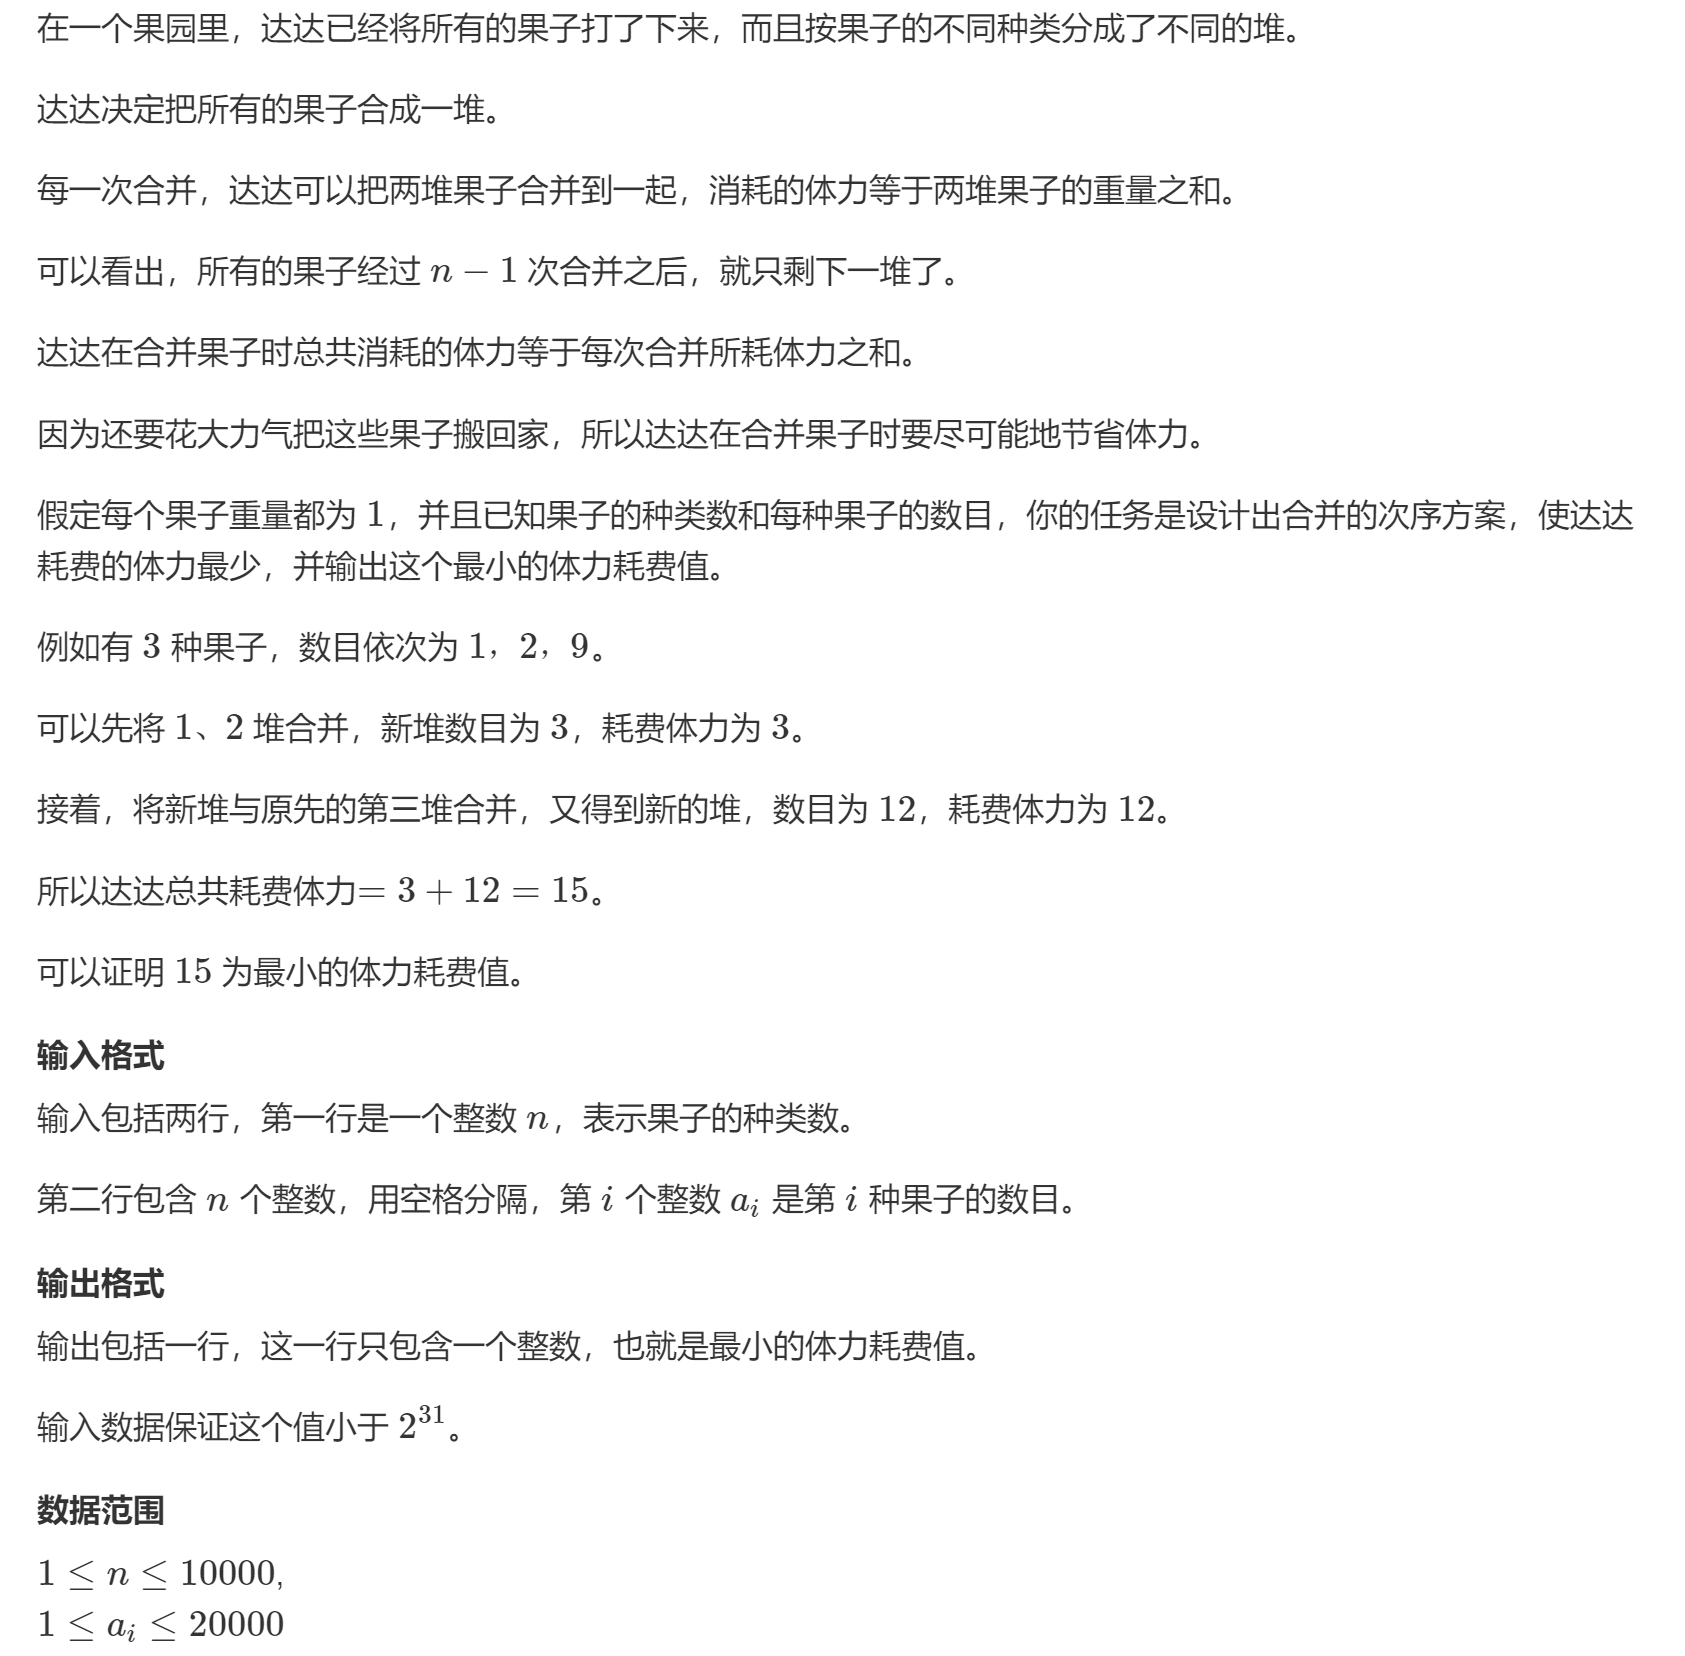 在一个果园里，达达已经将所有的果子打了下来，而且按果子的不同种类分成了不同的堆。
达达决定把所有的果子合成一堆。
每一次合并，达达可以把两堆果子合并到一起，消耗的体力等于两堆果子的重量之和。
可以看出，所有的果子经过 n − 1 次合并之后，就只剩下一堆了。
达达在合并果子时总共消耗的体力等于每次合并所耗体力之和。
因为还要花大力气把这些果子搬回家，所以达达在合并果子时要尽可能地节省体力。
假定每个果子重量都为 1，并且已知果子的种类数和每种果子的数目，你的任务是设计出合并的次序方案，使达达
耗费的体力最少，并输出这个最小的体力耗费值。
例如有 3 种果子，数目依次为 1，2，9。
可以先将 1、2 堆合并，新堆数目为 3，耗费体力为 3。
接着，将新堆与原先的第三堆合并，又得到新的堆，数目为 12，耗费体力为 12。
所以达达总共耗费体力= 3 + 12 = 15。
可以证明 15 为最小的体力耗费值。
输入格式
输入包括两行，第一行是一个整数 n，表示果子的种类数。
第二行包含 n 个整数，用空格分隔，第 i 个整数 aᵢ 是第 i 种果子的数目。
输出格式
输出包括一行，这一行只包含一个整数，也就是最小的体力耗费值。
输入数据保证这个值小于 2³¹。
数据范围
1 ≤ n ≤ 10000,
1 ≤ aᵢ ≤ 20000